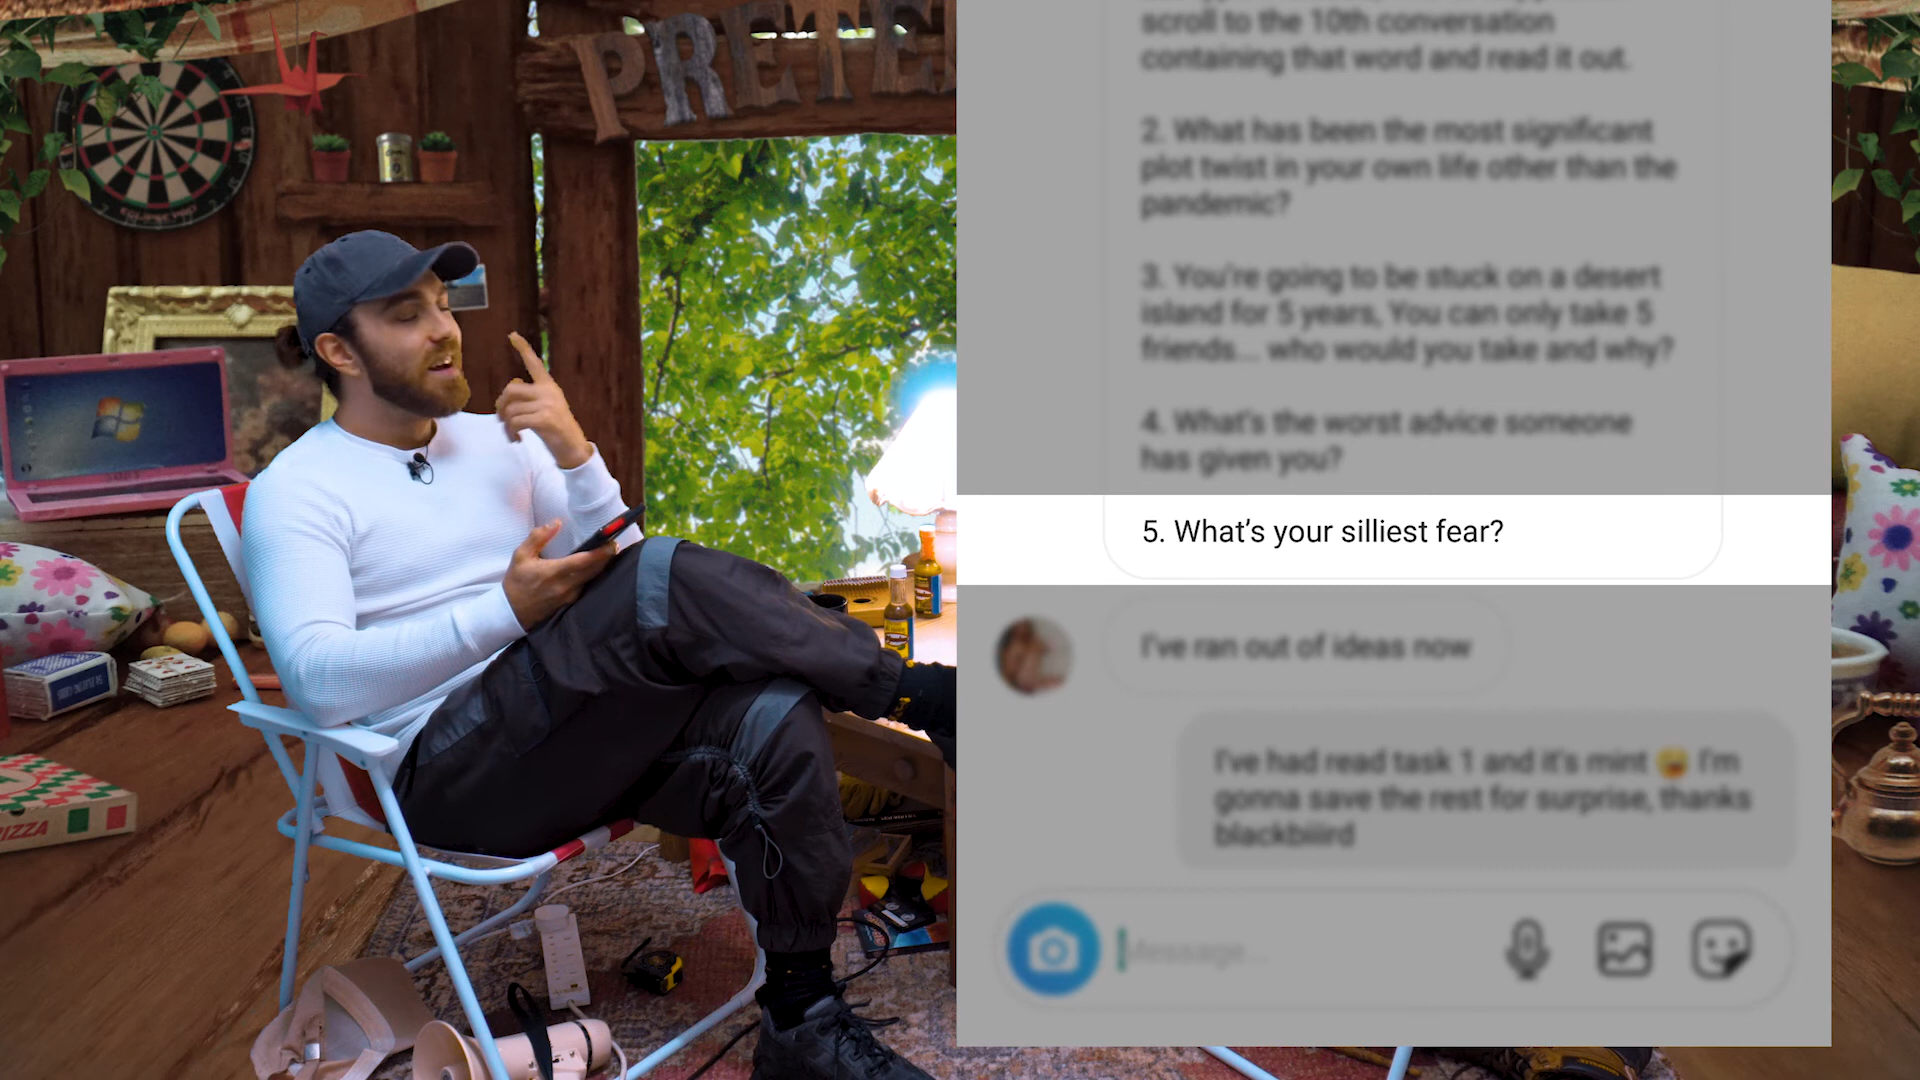 PRETE
scroll to the 10th conversation
containing that word and read it out.
2. What has been the most significant
plot twist in your own life other than the
pandemic?
3. You're going to be stuck on a desert
island for 5 years, You can only take 5
friends... who would you take and why?
4. What's the worst advice someone
has given you?
5. What's your silliest fear?
I've ran out of ideas now
I've had read task 1 and it's mint 😄 I'm
gonna save the rest for surprise, thanks
blackbiiird
Message...
PIZZA